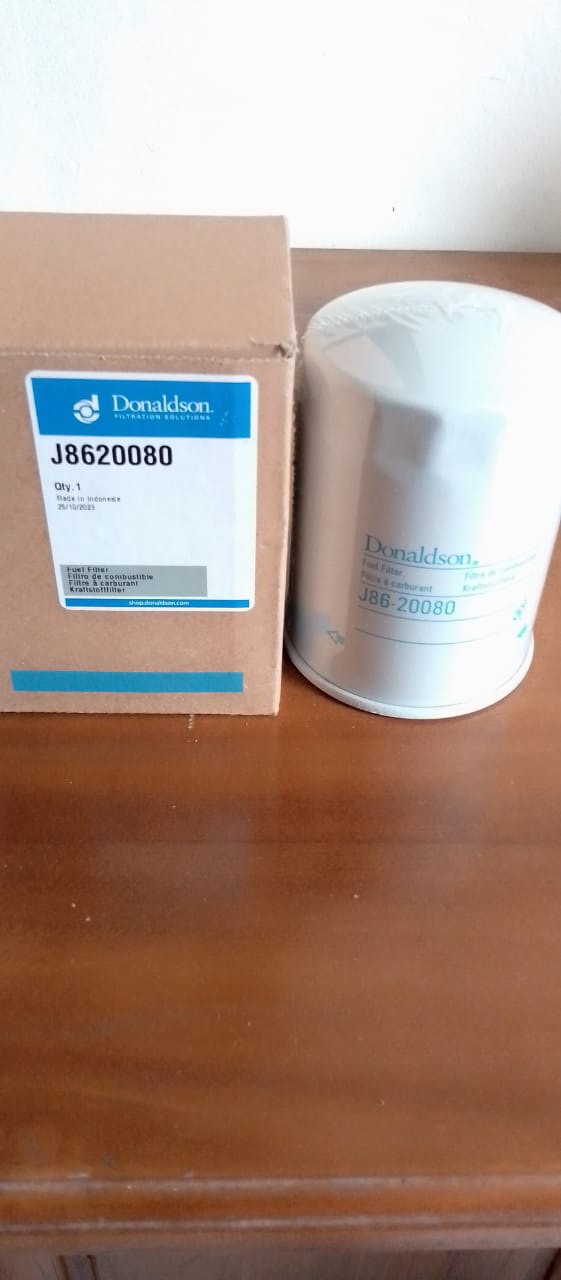 Donaldson.
FILTRATION SOLUTIONS
J8620080
Qty. 1
Made in Indonesia
25/10/2023
Fuel Filter
Filtro de combustible
Filtre à carburant
Kraftstofffilter
shop.donaldson.com
Donaldson®
Fuel Filter
Filtre à carburant
Filtro de combustible
Kraftstofffilter
J86-20080